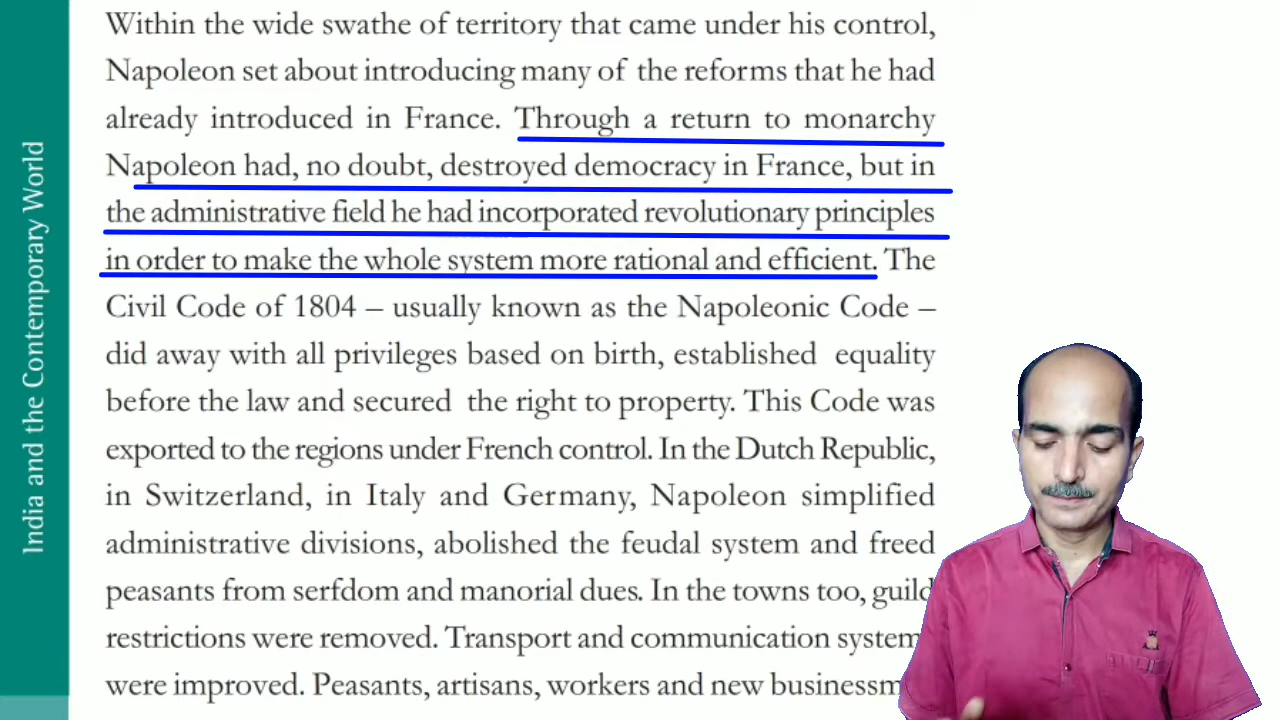 Within the wide swathe of territory that came under his control,
Napoleon set about introducing many of the reforms that he had
already introduced in France. Through a return to monarchy
Napoleon had, no doubt, destroyed democracy in France, but in
the administrative field he had incorporated revolutionary principles
in order to make the whole system more rational and efficient. The
Civil Code of 1804 – usually known as the Napoleonic Code –
did away with all privileges based on birth, established equality
before the law and secured the right to property. This Code was
exported to the regions under French control. In the Dutch Republic,
in Switzerland, in Italy and Germany, Napoleon simplified
administrative divisions, abolished the feudal system and freed
peasants from serfdom and manorial dues. In the towns too, guild
restrictions were removed. Transport and communication system
were improved. Peasants, artisans, workers and new businessm
India and the Contemporary World